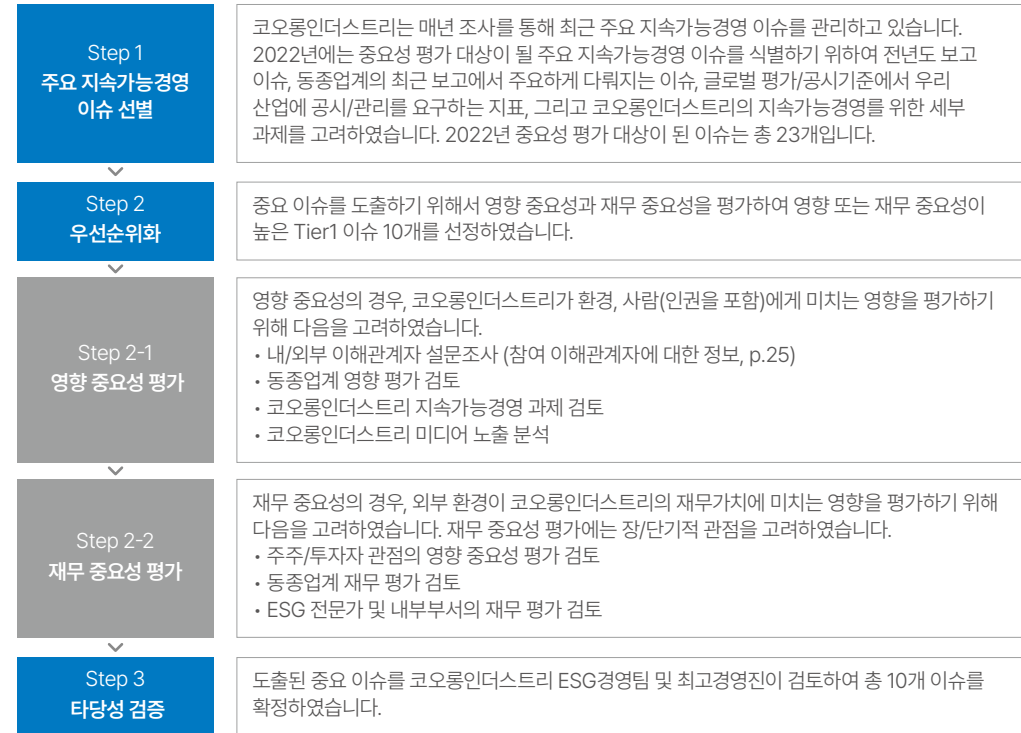 Step 1
주요 지속가능경영
이슈 선별
코오롱인더스트리는 매년 조사를 통해 최근 주요 지속가능경영 이슈를 관리하고 있습니다.
2022년에는 중요성 평가 대상이 될 주요 지속가능경영 이슈를 식별하기 위하여 전년도 보고
이슈, 동종업계의 최근 보고에서 주요하게 다뤄지는 이슈, 글로벌 평가/공시기준에서 우리
산업에 공시/관리를 요구하는 지표, 그리고 코오롱인더스트리의 지속가능경영를 위한 세부
과제를 고려하였습니다. 2022년 중요성 평가 대상이 된 이슈는 총 23개입니다.
Step 2
우선순위화
중요 이슈를 도출하기 위해서 영향 중요성과 재무 중요성을 평가하여 영향 또는 재무 중요성이
높은 Tier1 이슈 10개를 선정하였습니다.
Step 2-1
영향 중요성 평가
영향 중요성의 경우, 코오롱인더스트리가 환경, 사람(인권을 포함)에게 미치는 영향을 평가하기
위해 다음을 고려하였습니다.
• 내/외부 이해관계자 설문조사 (참여 이해관계자에 대한 정보, p.25)
• 동종업계 영향 평가 검토
• 코오롱인더스트리 지속가능경영 과제 검토
• 코오롱인더스트리 미디어 노출 분석
Step 2-2
재무 중요성 평가
재무 중요성의 경우, 외부 환경이 코오롱인더스트리의 재무가치에 미치는 영향을 평가하기 위해
다음을 고려하였습니다. 재무 중요성 평가에는 장/단기적 관점을 고려하였습니다.
• 주주/투자자 관점의 영향 중요성 평가 검토
• 동종업계 재무 평가 검토
• ESG 전문가 및 내부부서의 재무 평가 검토
Step 3
타당성 검증
도출된 중요 이슈를 코오롱인더스트리 ESG경영팀 및 최고경영진이 검토하여 총 10개 이슈를
확정하였습니다.